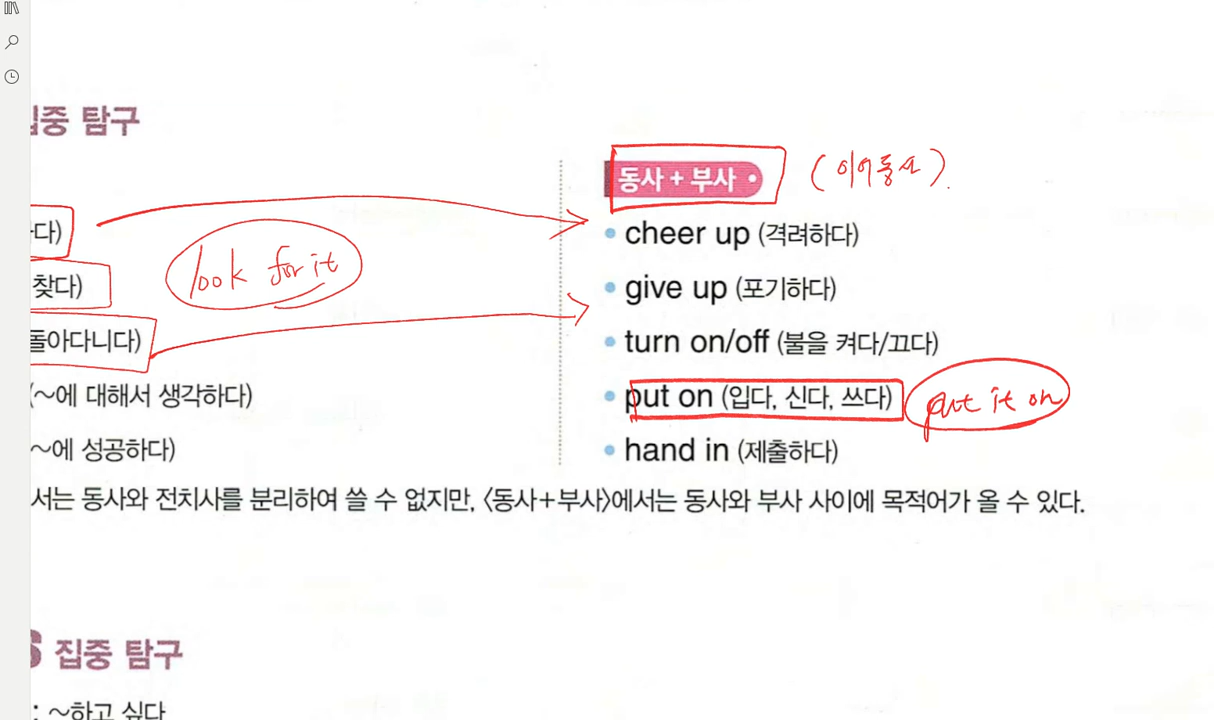 집중 탐구
동사 + 부사 (이어동사)
다)
cheer up (격려하다)
look for it
찾다)
give up (포기하다)
돌아다니다)
turn on/off (불을 켜다/끄다)
(~에 대해서 생각하다)
put on (입다, 신다, 쓰다) put it on
~에 성공하다)
hand in (제출하다)
서는 동사와 전치사를 분리하여 쓸 수 없지만, 〈동사+부사〉에서는 동사와 부사 사이에 목적어가 올 수 있다.
집중 탐구
: ~하고 싶다